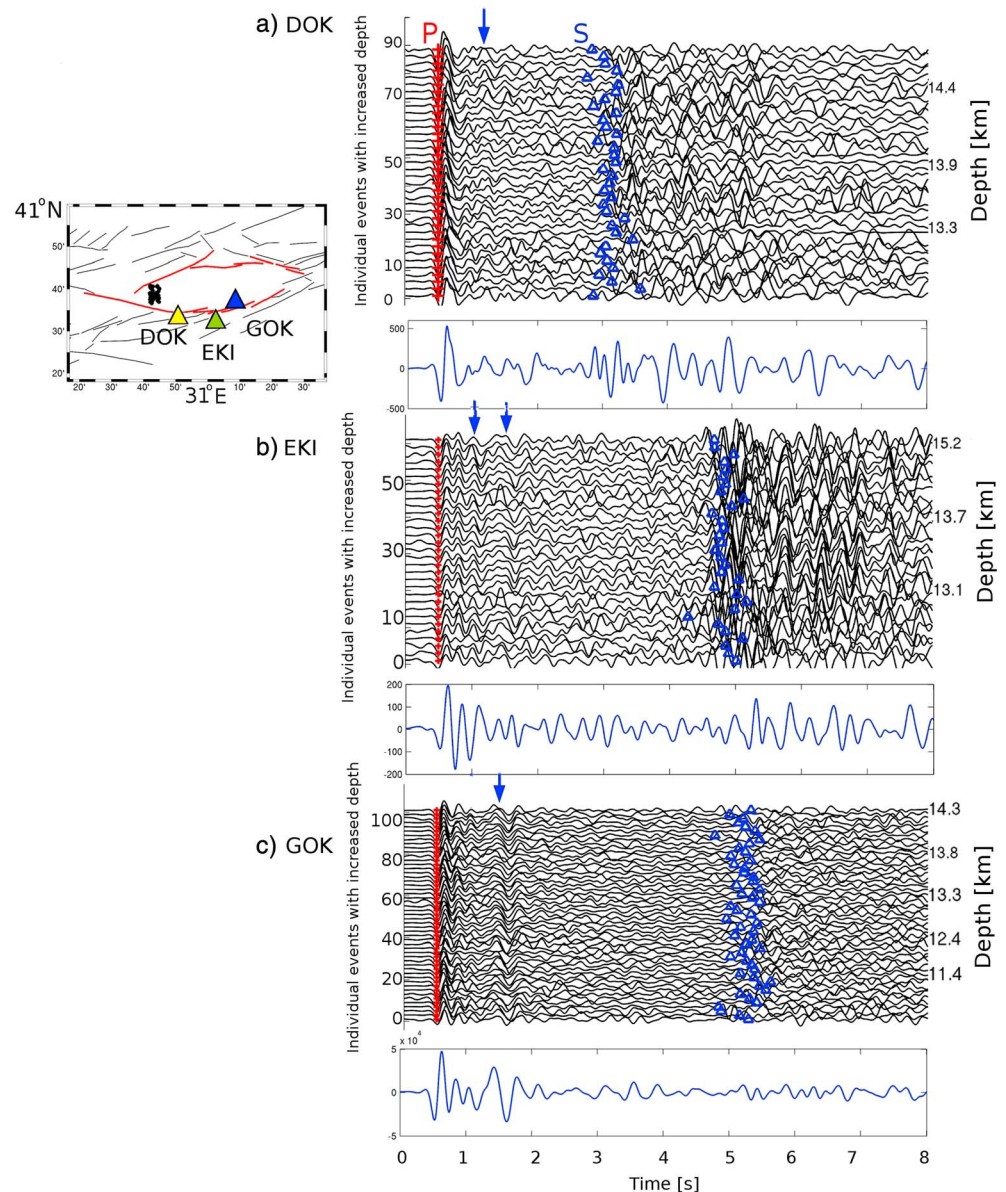 a) DOK
P
S
Individual events with increased depth
90
70
50
30
10
0
14.4
13.9
13.3
Depth [km]
41°N
50'
40'
30'
20'
20'
40'
50'
31°E
10'
20'
30'
DOK
EKI
GOK
500
0
-500
b) EKI
Individual events with increased depth
50
30
10
0
15.2
13.7
13.1
Depth [km]
200
100
0
-100
-200
c) GOK
Individual events with increased depth
100
80
60
40
20
0
14.3
13.8
13.3
12.4
11.4
Depth [km]
x 10^4
5
0
-5
0 1 2 3 4 5 6 7 8
Time [s]